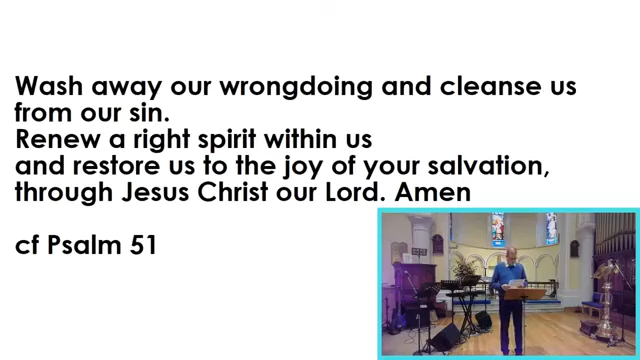 Wash away our wrongdoing and cleanse us
from our sin.
Renew a right spirit within us
and restore us to the joy of your salvation,
through Jesus Christ our Lord. Amen
cf Psalm 51